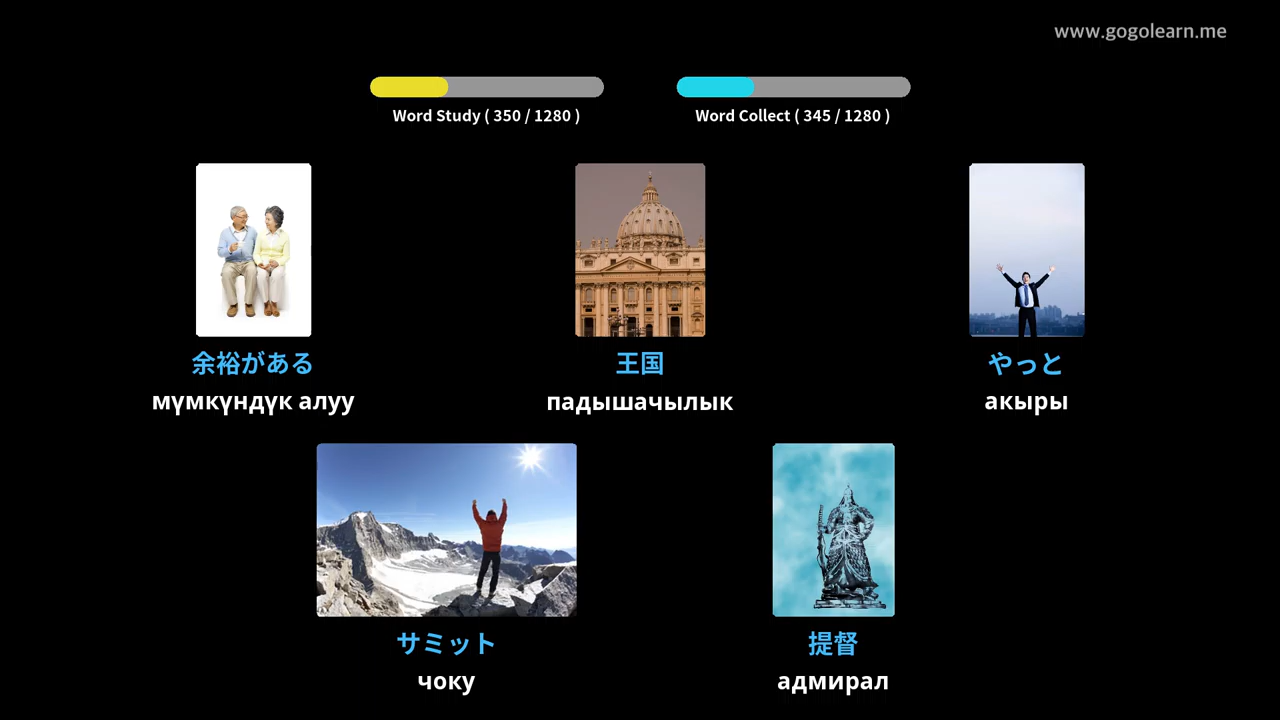 www.gogolearn.me
Word Study ( 350 / 1280 )
Word Collect ( 345 / 1280 )
余裕がある
мүмкүндүк алуу
王国
падышачылык
やっと
акыры
サミット
чоку
提督
адмирал